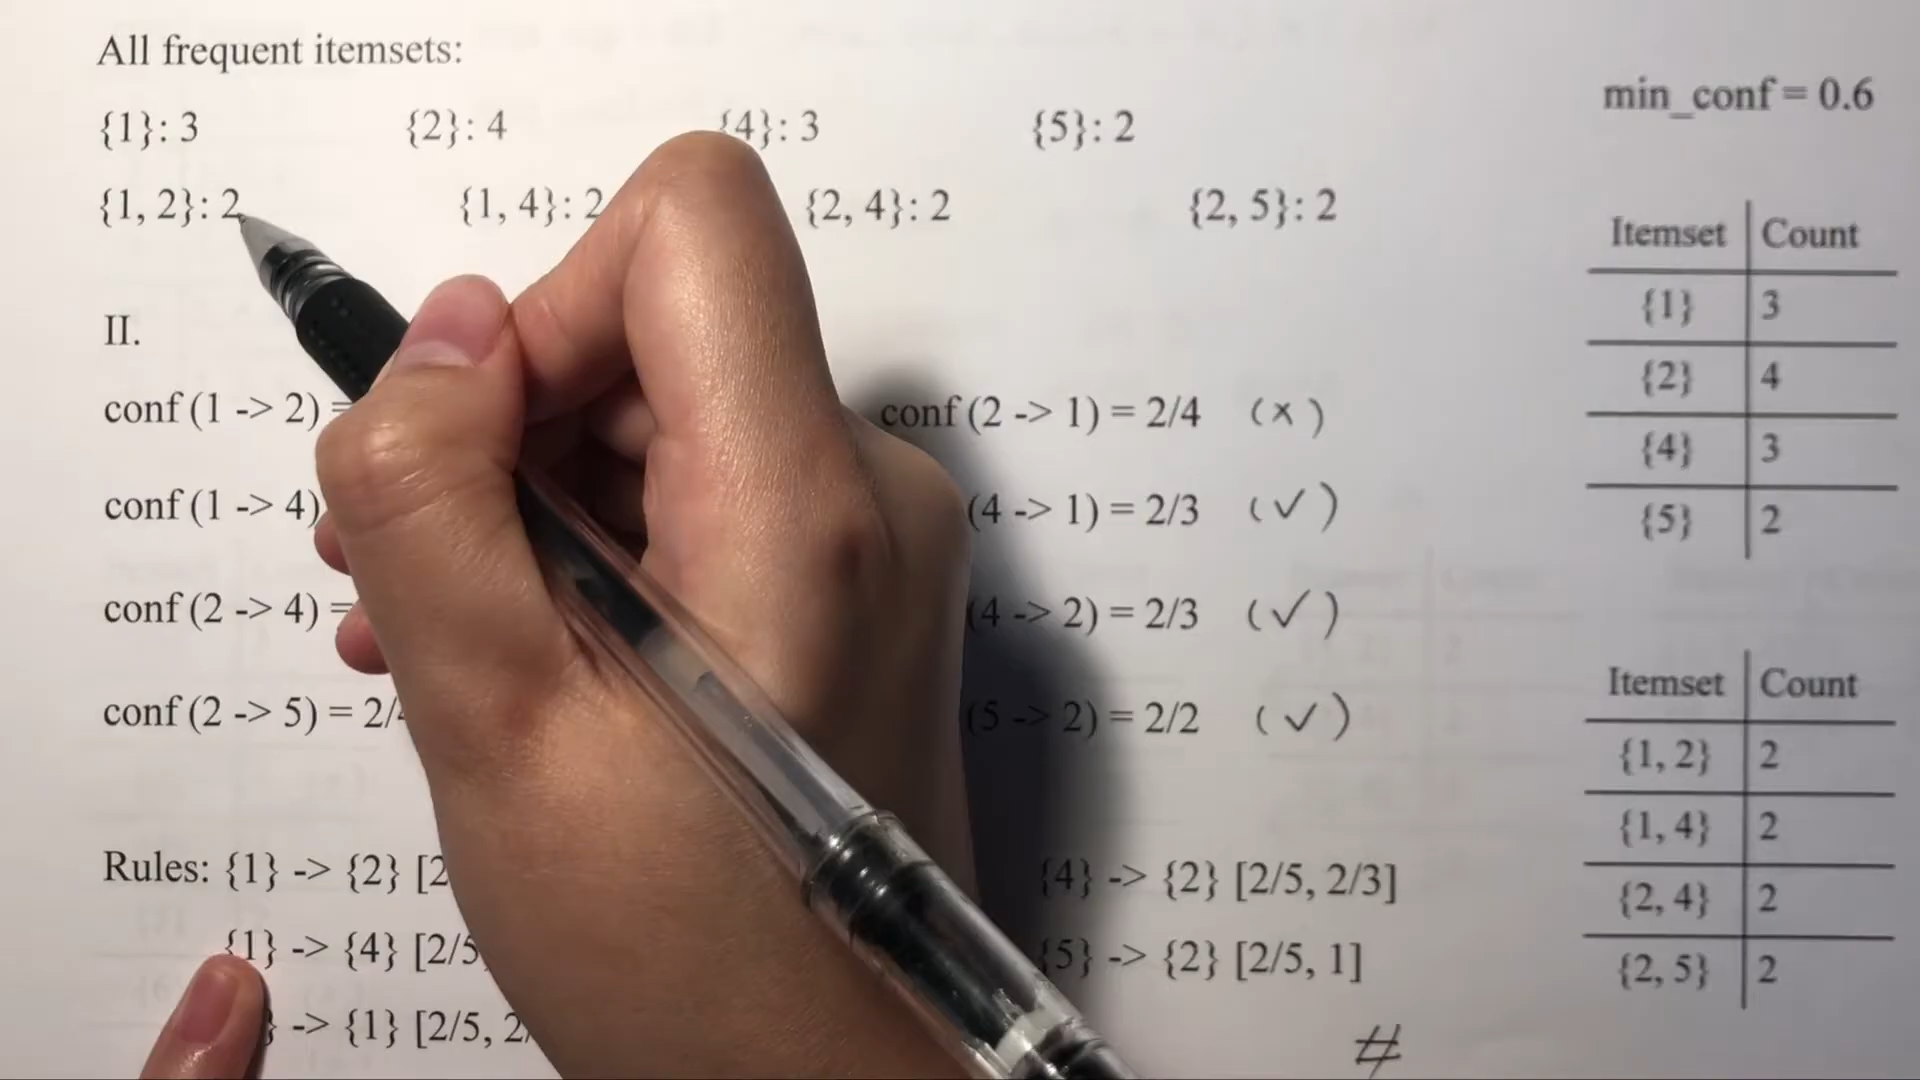 All frequent itemsets:
{1}: 3 {2}: 4 {4}: 3 {5}: 2
{1, 2}: 2 {1, 4}: 2 {2, 4}: 2 {2, 5}: 2
II.
conf (1 -> 2) = conf (2 -> 1) = 2/4 (×)
conf (1 -> 4) (4 -> 1) = 2/3 (✓)
conf (2 -> 4) = (4 -> 2) = 2/3 (✓)
conf (2 -> 5) = 2/ (5 -> 2) = 2/2 (✓)
Rules: {1} -> {2} [2 {4} -> {2} [2/5, 2/3]
{1} -> {4} [2/5, {5} -> {2} [2/5, 1]
} -> {1} [2/5, 2/
#
min_conf = 0.6
Itemset Count
{1} 3
{2} 4
{4} 3
{5} 2
Itemset Count
{1, 2} 2
{1, 4} 2
{2, 4} 2
{2, 5} 2